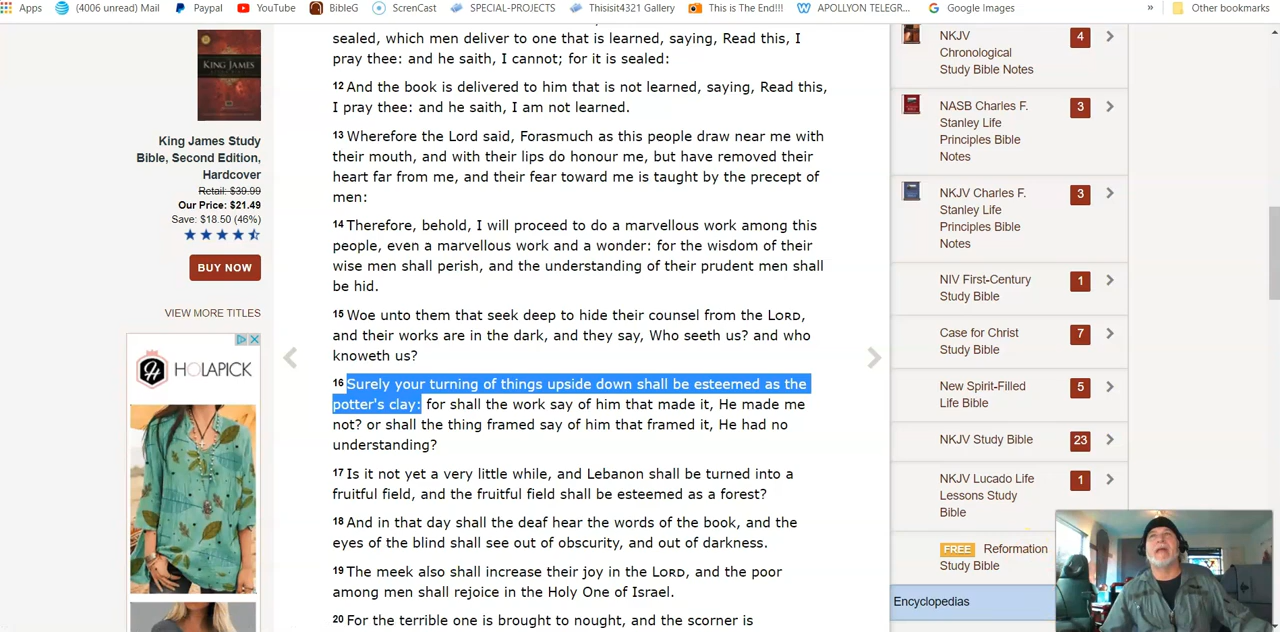 Apps
(4006 unread) Mail
Paypal
YouTube
BibleG
ScrenCast
SPECIAL-PROJECTS
Thisisit4321 Gallery
This is The End!!!
APOLLYON TELEGR...
Google Images
»
Other bookmarks
KING JAMES
King James Study
Bible, Second Edition,
Hardcover
Retail: $39.99
Our Price: $21.49
Save: $18.50 (46%)
BUY NOW
VIEW MORE TITLES
HOLAPICK
sealed, which men deliver to one that is learned, saying, Read this, I
pray thee: and he saith, I cannot; for it is sealed:
12 And the book is delivered to him that is not learned, saying, Read this,
I pray thee: and he saith, I am not learned.
13 Wherefore the Lord said, Forasmuch as this people draw near me with
their mouth, and with their lips do honour me, but have removed their
heart far from me, and their fear toward me is taught by the precept of
men:
14 Therefore, behold, I will proceed to do a marvellous work among this
people, even a marvellous work and a wonder: for the wisdom of their
wise men shall perish, and the understanding of their prudent men shall
be hid.
15 Woe unto them that seek deep to hide their counsel from the LORD,
and their works are in the dark, and they say, Who seeth us? and who
knoweth us?
16 Surely your turning of things upside down shall be esteemed as the
potter's clay: for shall the work say of him that made it, He made me
not? or shall the thing framed say of him that framed it, He had no
understanding?
17 Is it not yet a very little while, and Lebanon shall be turned into a
fruitful field, and the fruitful field shall be esteemed as a forest?
18 And in that day shall the deaf hear the words of the book, and the
eyes of the blind shall see out of obscurity, and out of darkness.
19 The meek also shall increase their joy in the LORD, and the poor
among men shall rejoice in the Holy One of Israel.
20 For the terrible one is brought to nought, and the scorner is
NKJV 4
Chronological
Study Bible Notes
NASB Charles F. 3
Stanley Life
Principles Bible
Notes
NKJV Charles F. 3
Stanley Life
Principles Bible
Notes
NIV First-Century 1
Study Bible
Case for Christ 7
Study Bible
New Spirit-Filled 5
Life Bible
NKJV Study Bible 23
NKJV Lucado Life 1
Lessons Study
Bible
FREE Reformation
Study Bible
Encyclopedias